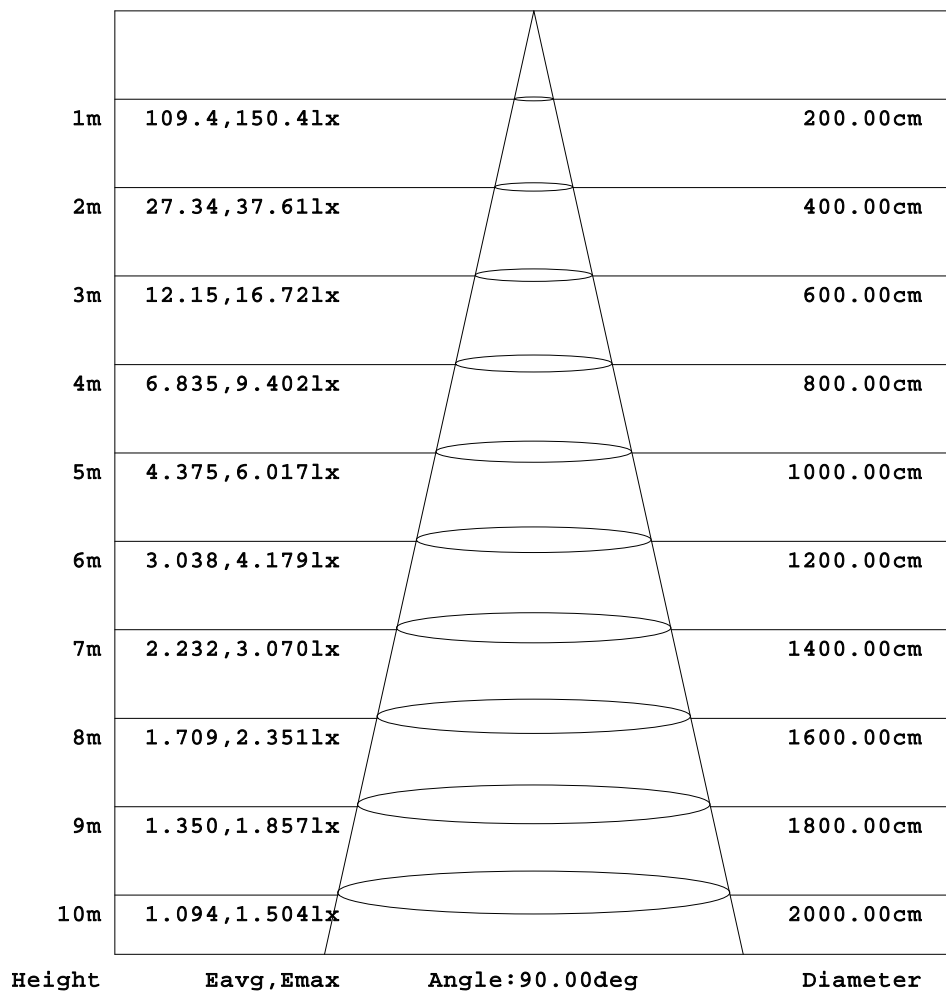 1m 109.4,150.4lx 200.00cm
2m 27.34,37.61lx 400.00cm
3m 12.15,16.72lx 600.00cm
4m 6.835,9.402lx 800.00cm
5m 4.375,6.017lx 1000.00cm
6m 3.038,4.179lx 1200.00cm
7m 2.232,3.070lx 1400.00cm
8m 1.709,2.351lx 1600.00cm
9m 1.350,1.857lx 1800.00cm
10m 1.094,1.504lx 2000.00cm
Height Eavg,Emax Angle:90.00deg Diameter